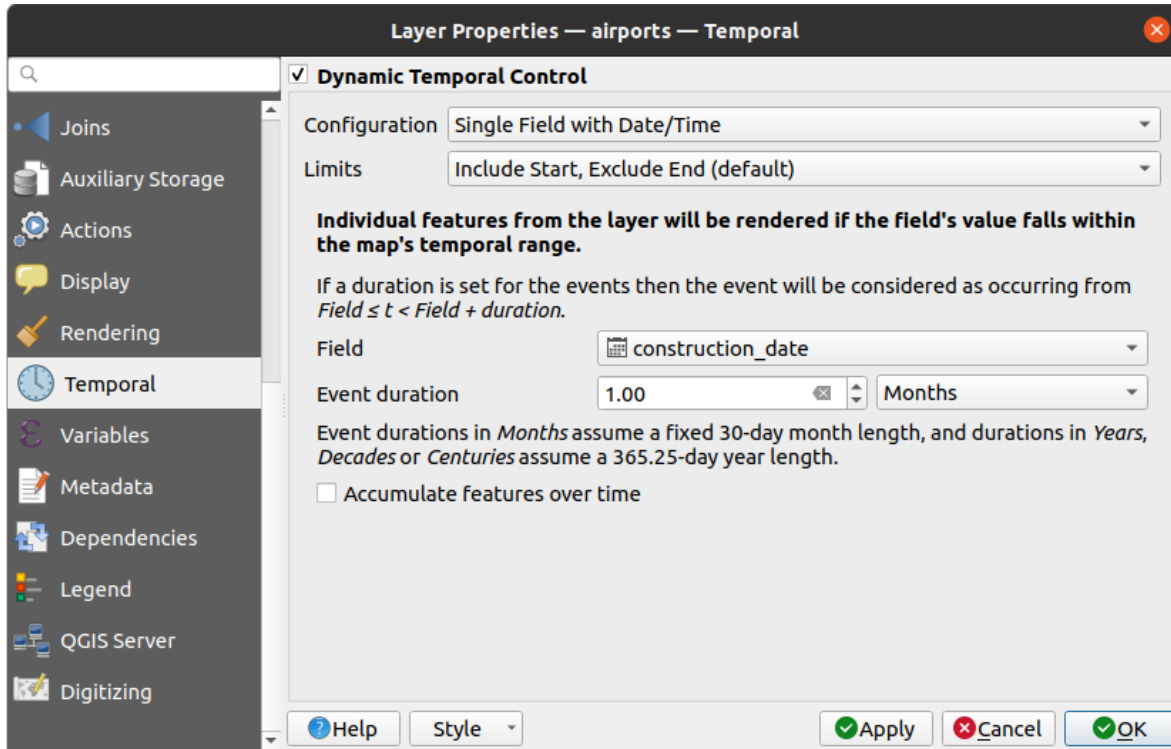 Layer Properties — airports — Temporal
Joins
Auxiliary Storage
Actions
Display
Rendering
Temporal
Variables
Metadata
Dependencies
Legend
QGIS Server
Digitizing
Dynamic Temporal Control
Configuration Single Field with Date/Time
Limits Include Start, Exclude End (default)
Individual features from the layer will be rendered if the field's value falls within
the map's temporal range.
If a duration is set for the events then the event will be considered as occurring from
Field ≤ t < Field + duration.
Field construction_date
Event duration 1.00 Months
Event durations in Months assume a fixed 30-day month length, and durations in Years,
Decades or Centuries assume a 365.25-day year length.
Accumulate features over time
Help Style Apply Cancel OK